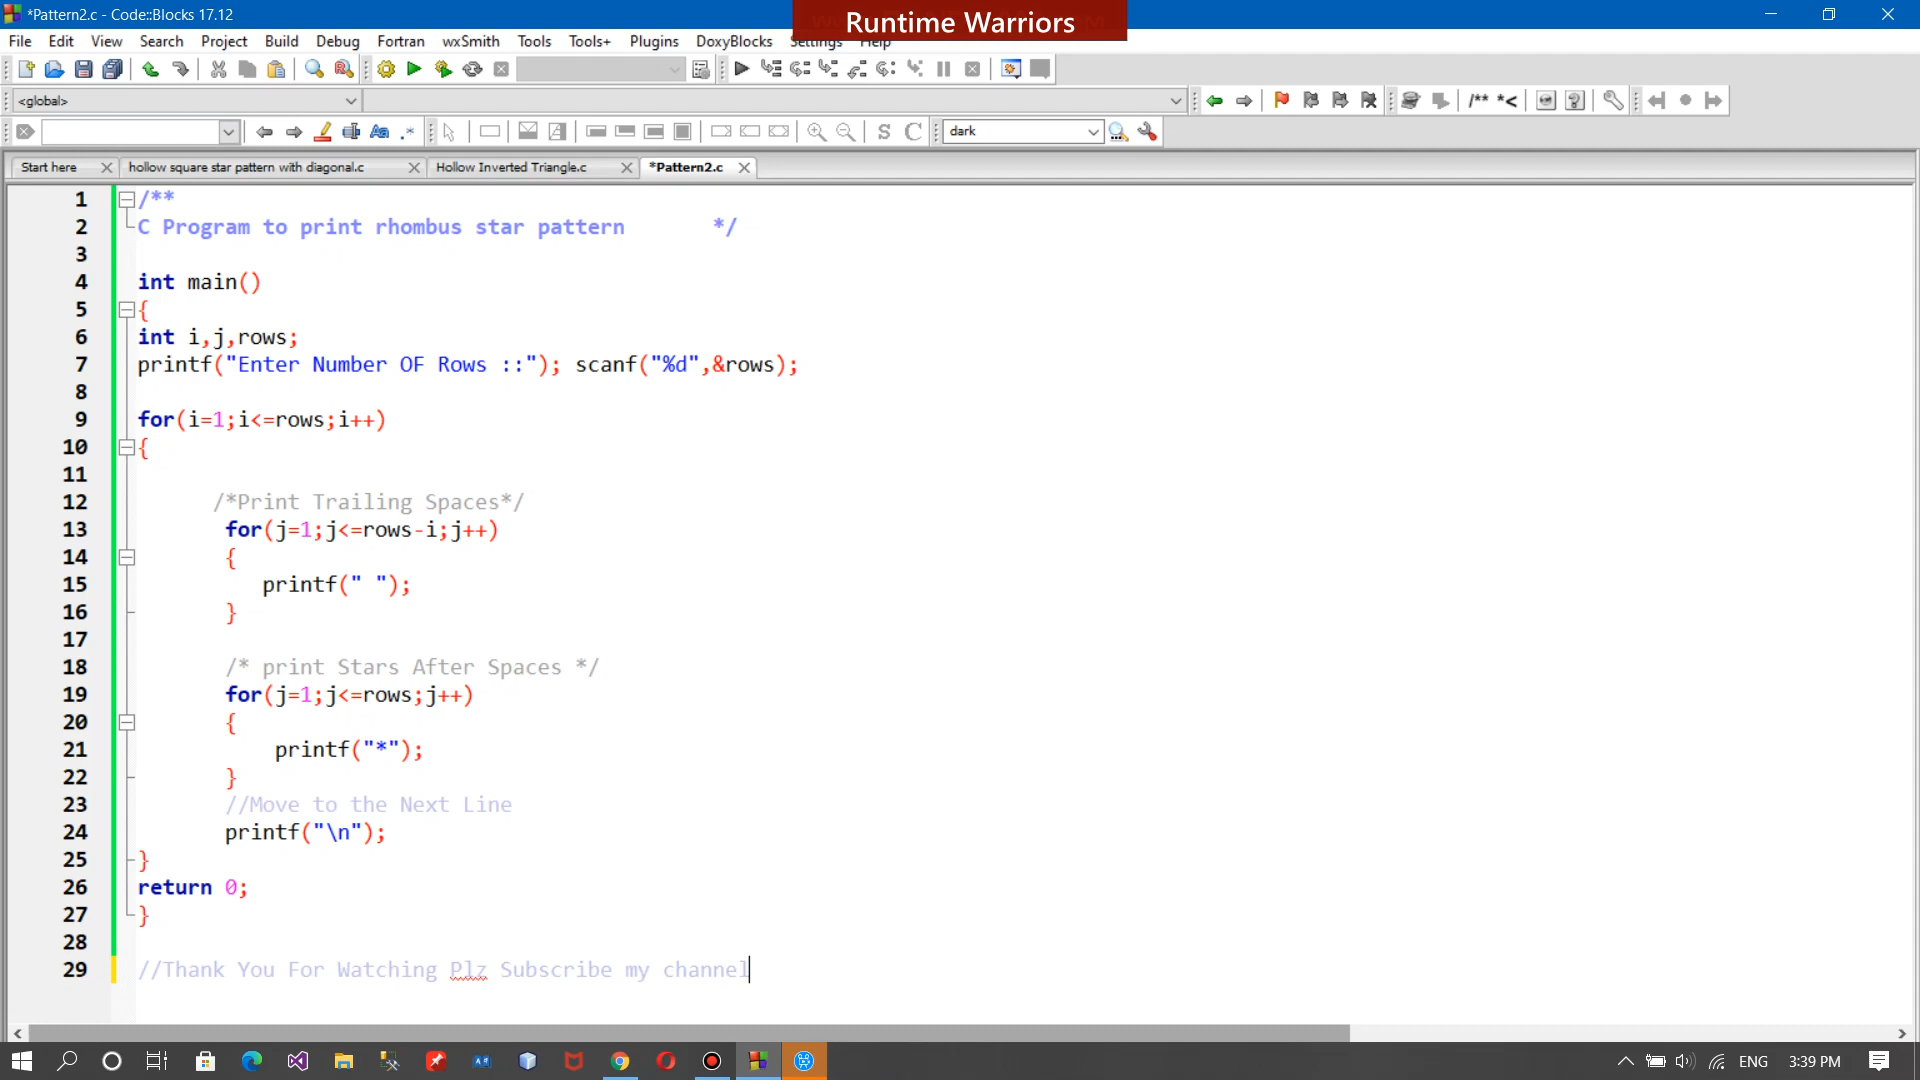 *Pattern2.c - Code::Blocks 17.12
Runtime Warriors
File Edit View Search Project Build Debug Fortran wxSmith Tools Tools+ Plugins DoxyBlocks Settings Help
<global>
/** *<
S C dark
Start here hollow square star pattern with diagonal.c Hollow Inverted Triangle.c *Pattern2.c
1 /**
2 C Program to print rhombus star pattern */
3
4 int main()
5 {
6 int i,j,rows;
7 printf("Enter Number OF Rows ::"); scanf("%d",&rows);
8
9 for(i=1;i<=rows;i++)
10 {
11
12 /*Print Trailing Spaces*/
13 for(j=1;j<=rows-i;j++)
14 {
15 printf(" ");
16 }
17
18 /* print Stars After Spaces */
19 for(j=1;j<=rows;j++)
20 {
21 printf("*");
22 }
23 //Move to the Next Line
24 printf("\n");
25 }
26 return 0;
27 }
28
29 //Thank You For Watching Plz Subscribe my channel
ENG 3:39 PM